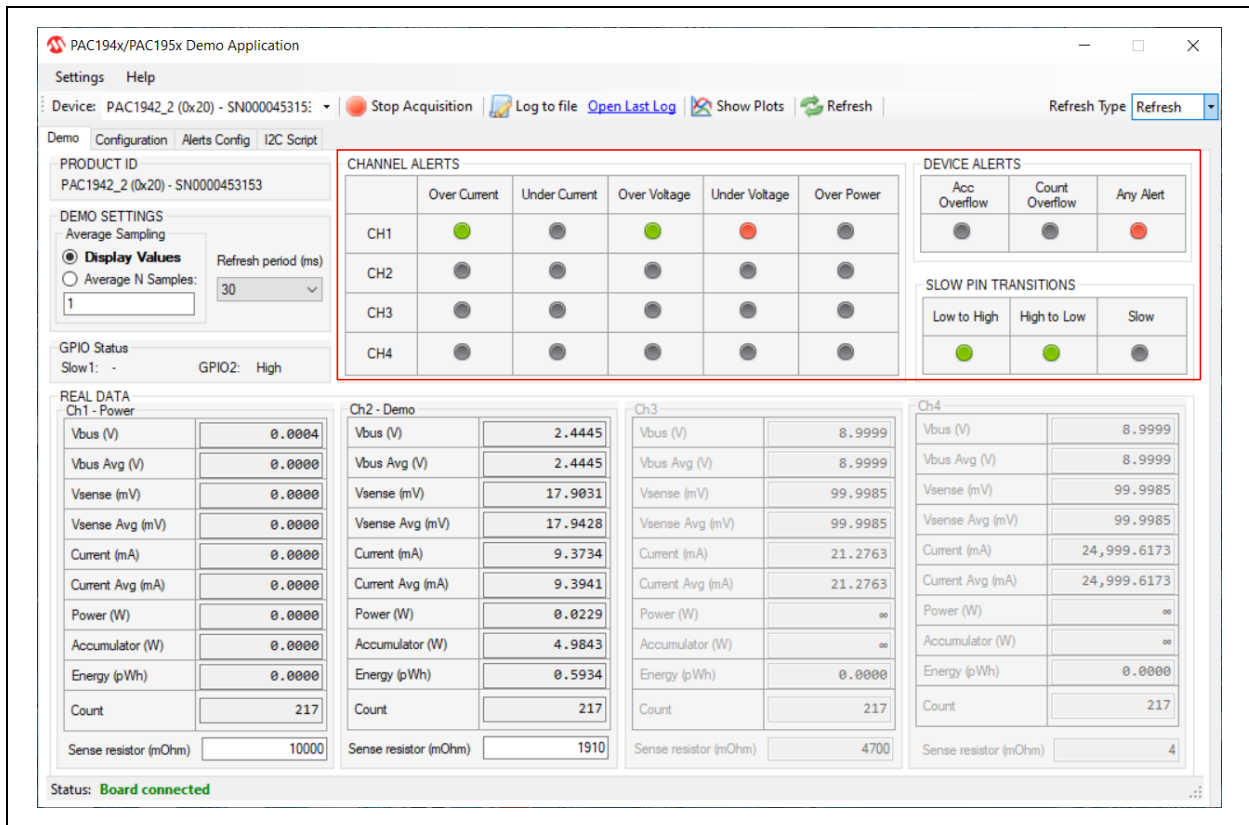 PAC194x/PAC195x Demo Application
Settings Help
Device: PAC1942_2 (0x20) - SN000045315: Stop Acquisition Log to file Open Last Log Show Plots Refresh Refresh Type Refresh
Demo Configuration Alerts Config I2C Script
PRODUCT ID
PAC1942_2 (0x20) - SN0000453153
DEMO SETTINGS
Average Sampling
Display Values
Average N Samples:
1
Refresh period (ms)
30
GPIO Status
Slow1: - GPIO2: High
CHANNEL ALERTS
Over Current Under Current Over Voltage Under Voltage Over Power
CH1
CH2
CH3
CH4
DEVICE ALERTS
Acc Overflow Count Overflow Any Alert
SLOW PIN TRANSITIONS
Low to High High to Low Slow
REAL DATA
Ch1 - Power
Vbus (V) 0.0004
Vbus Avg (V) 0.0000
Vsense (mV) 0.0000
Vsense Avg (mV) 0.0000
Current (mA) 0.0000
Current Avg (mA) 0.0000
Power (W) 0.0000
Accumulator (W) 0.0000
Energy (pWh) 0.0000
Count 217
Sense resistor (mOhm) 10000
Ch2 - Demo
Vbus (V) 2.4445
Vbus Avg (V) 2.4445
Vsense (mV) 17.9031
Vsense Avg (mV) 17.9428
Current (mA) 9.3734
Current Avg (mA) 9.3941
Power (W) 0.0229
Accumulator (W) 4.9843
Energy (pWh) 0.5934
Count 217
Sense resistor (mOhm) 1910
Ch3
Vbus (V) 8.9999
Vbus Avg (V) 8.9999
Vsense (mV) 99.9985
Vsense Avg (mV) 99.9985
Current (mA) 21.2763
Current Avg (mA) 21.2763
Power (W) ∞
Accumulator (W) ∞
Energy (pWh) 0.0000
Count 217
Sense resistor (mOhm) 4700
Ch4
Vbus (V) 8.9999
Vbus Avg (V) 8.9999
Vsense (mV) 99.9985
Vsense Avg (mV) 99.9985
Current (mA) 24,999.6173
Current Avg (mA) 24,999.6173
Power (W) ∞
Accumulator (W) ∞
Energy (pWh) 0.0000
Count 217
Sense resistor (mOhm) 4
Status: Board connected